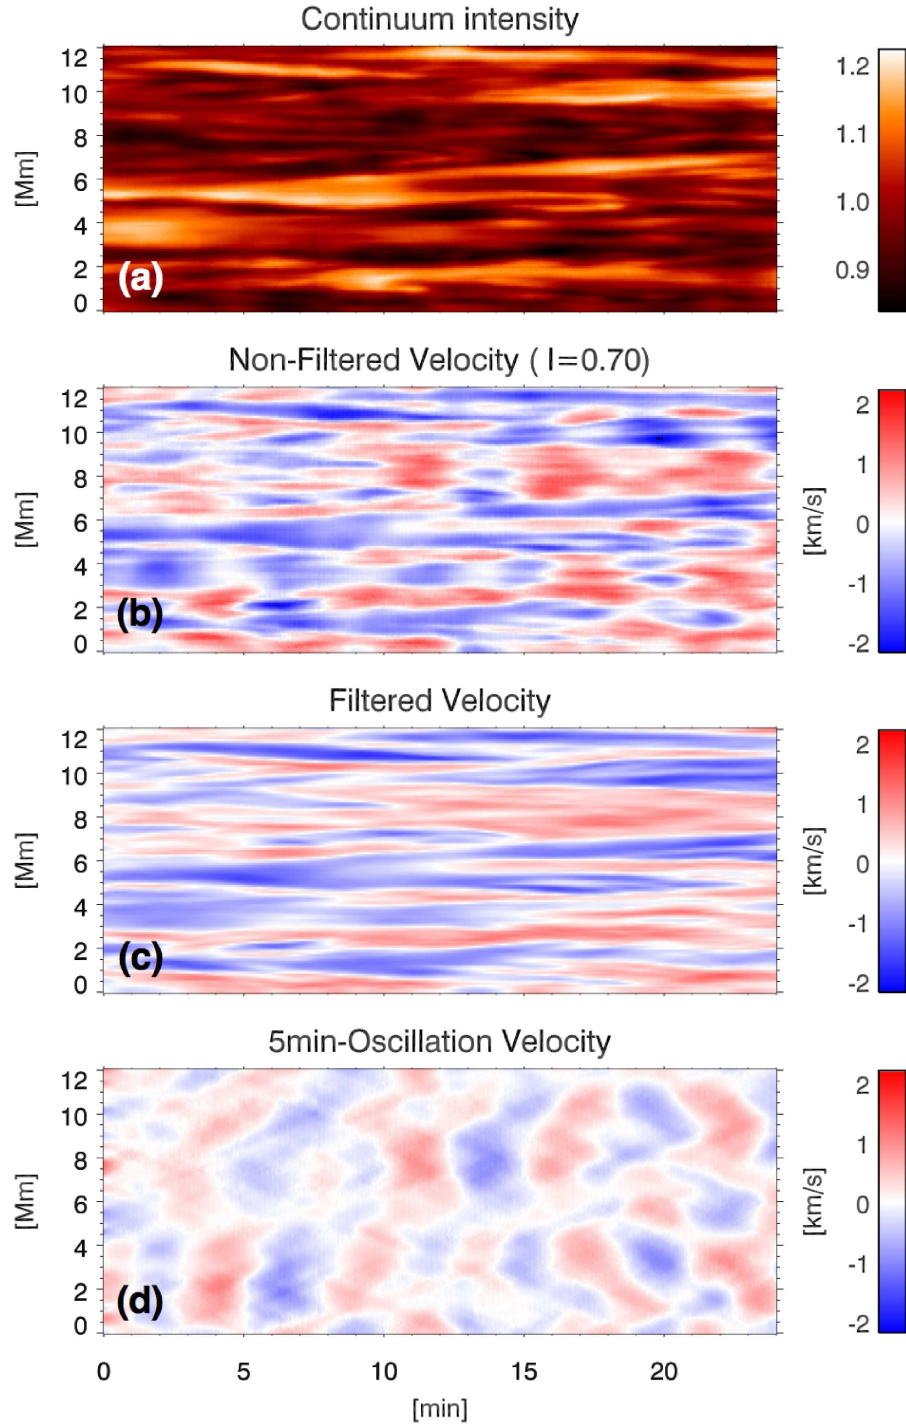 Continuum intensity
12
10
8
6
4
2
0
[Mm]
(a)
1.2
1.1
1.0
0.9
Non-Filtered Velocity ( I=0.70)
12
10
8
6
4
2
0
[Mm]
(b)
2
1
0
-1
-2
[km/s]
Filtered Velocity
12
10
8
6
4
2
0
[Mm]
(c)
2
1
0
-1
-2
[km/s]
5min-Oscillation Velocity
12
10
8
6
4
2
0
[Mm]
(d)
2
1
0
-1
-2
[km/s]
0 5 10 15 20
[min]